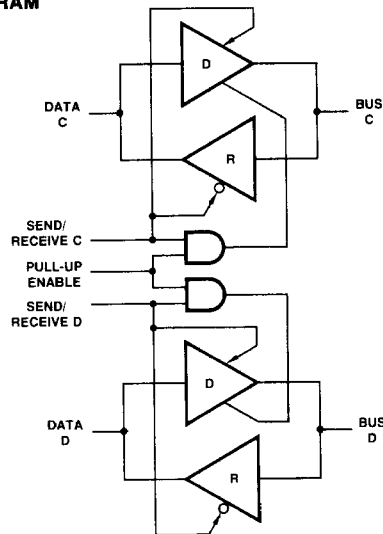 RAM
D
DATA
C
BUS
C
R
SEND/
RECEIVE C
PULL-UP
ENABLE
SEND/
RECEIVE D
D
DATA
D
BUS
D
R